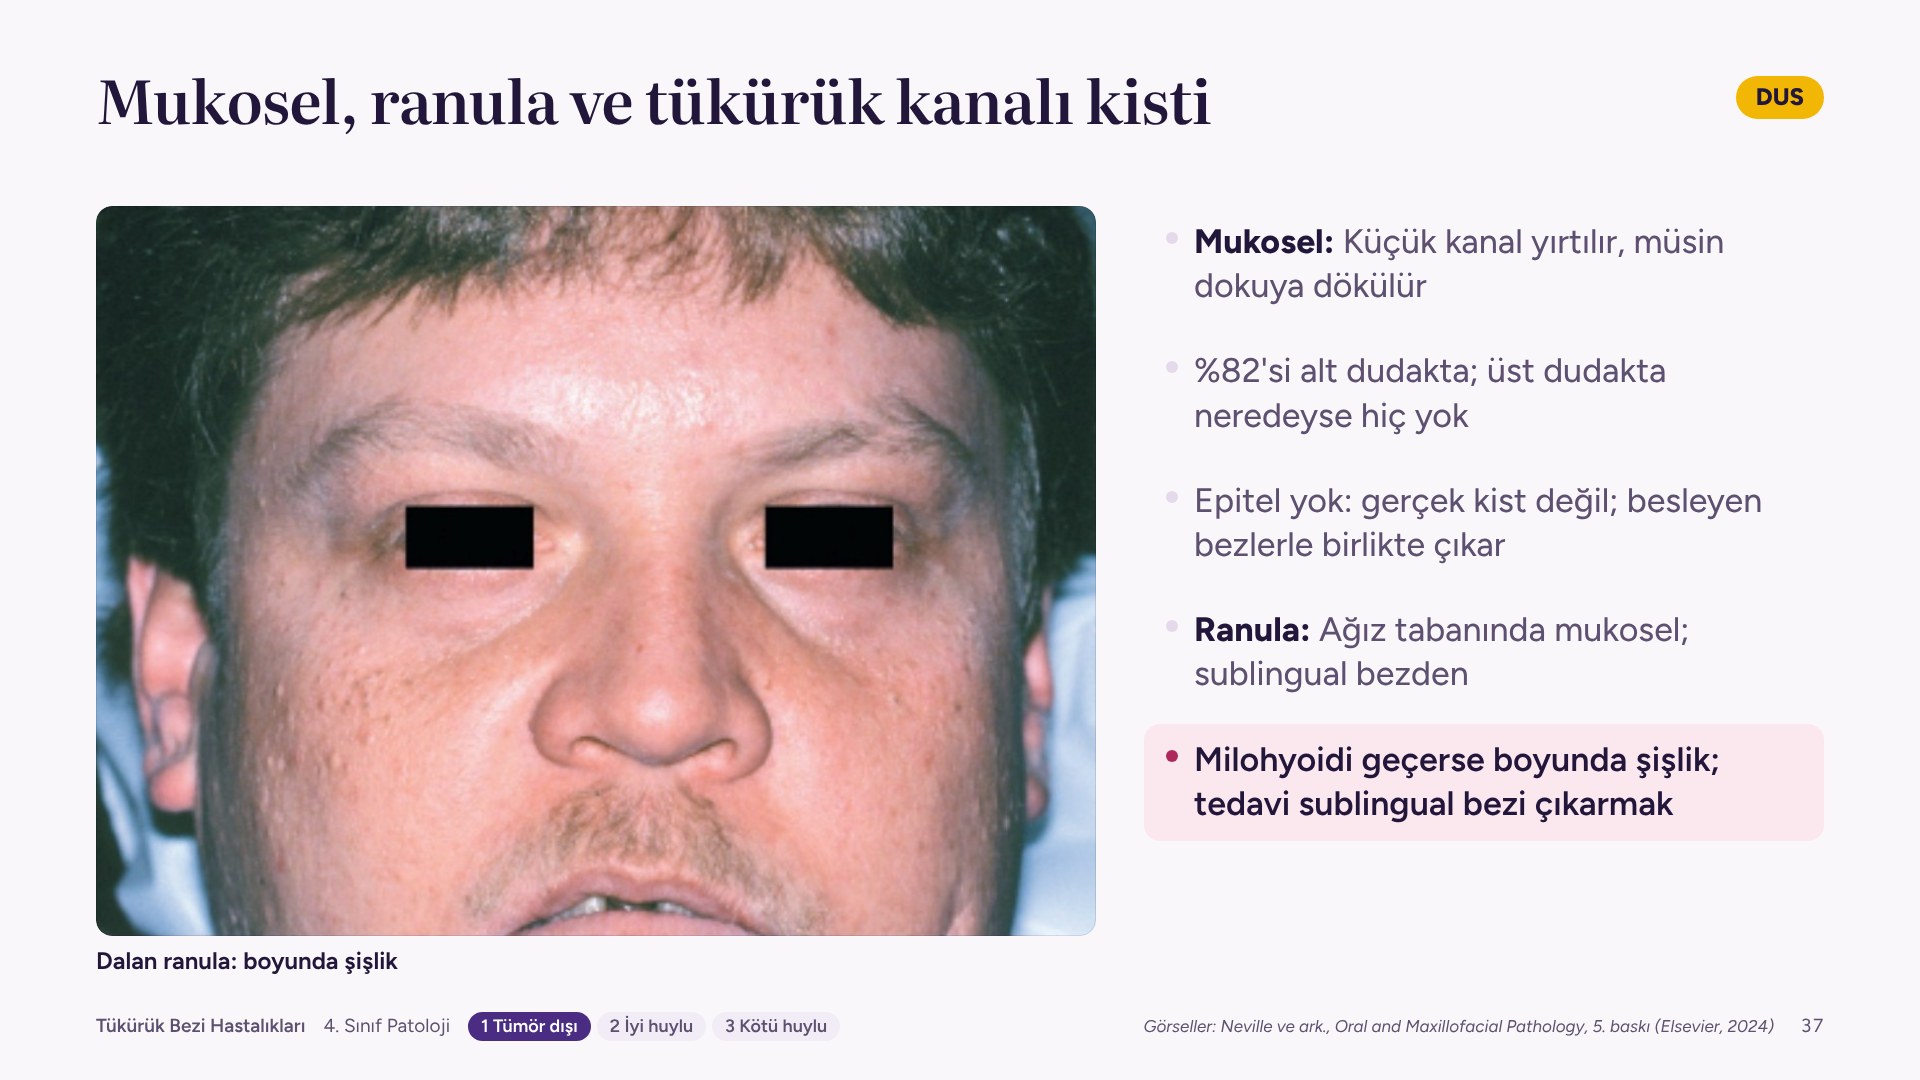 Mukosel, ranula ve tükürük kanalı kisti
DUS
Mukosel: Küçük kanal yırtılır, müsin
dokuya dökülür
%82'si alt dudakta; üst dudakta
neredeyse hiç yok
Epitel yok: gerçek kist değil; besleyen
bezlerle birlikte çıkar
Ranula: Ağız tabanında mukosel;
sublingual bezden
Milohyoidi geçerse boyunda şişlik;
tedavi sublingual bezi çıkarmak
Dalan ranula: boyunda şişlik
Tükürük Bezi Hastalıkları 4. Sınıf Patoloji 1 Tümör dışı 2 İyi huylu 3 Kötü huylu
Görseller: Neville ve ark., Oral and Maxillofacial Pathology, 5. baskı (Elsevier, 2024) 37